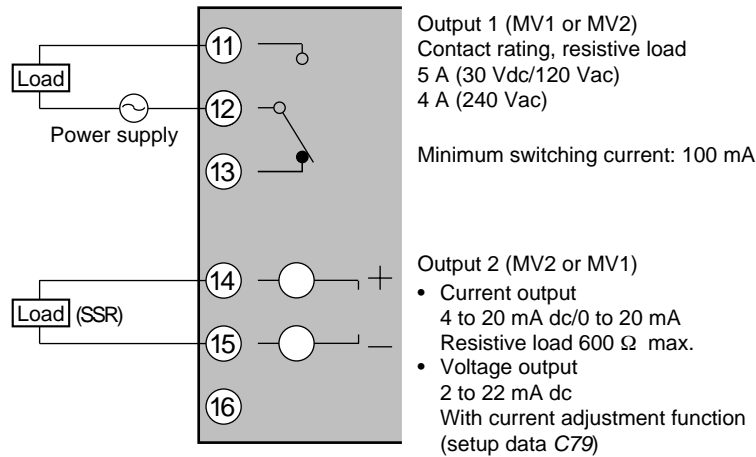 11
Load
12
Power supply
13
14
+
Load (SSR)
15
—
16
Output 1 (MV1 or MV2)
Contact rating, resistive load
5 A (30 Vdc/120 Vac)
4 A (240 Vac)
Minimum switching current: 100 mA
Output 2 (MV2 or MV1)
• Current output
4 to 20 mA dc/0 to 20 mA
Resistive load 600 Ω max.
• Voltage output
2 to 22 mA dc
With current adjustment function
(setup data C79)